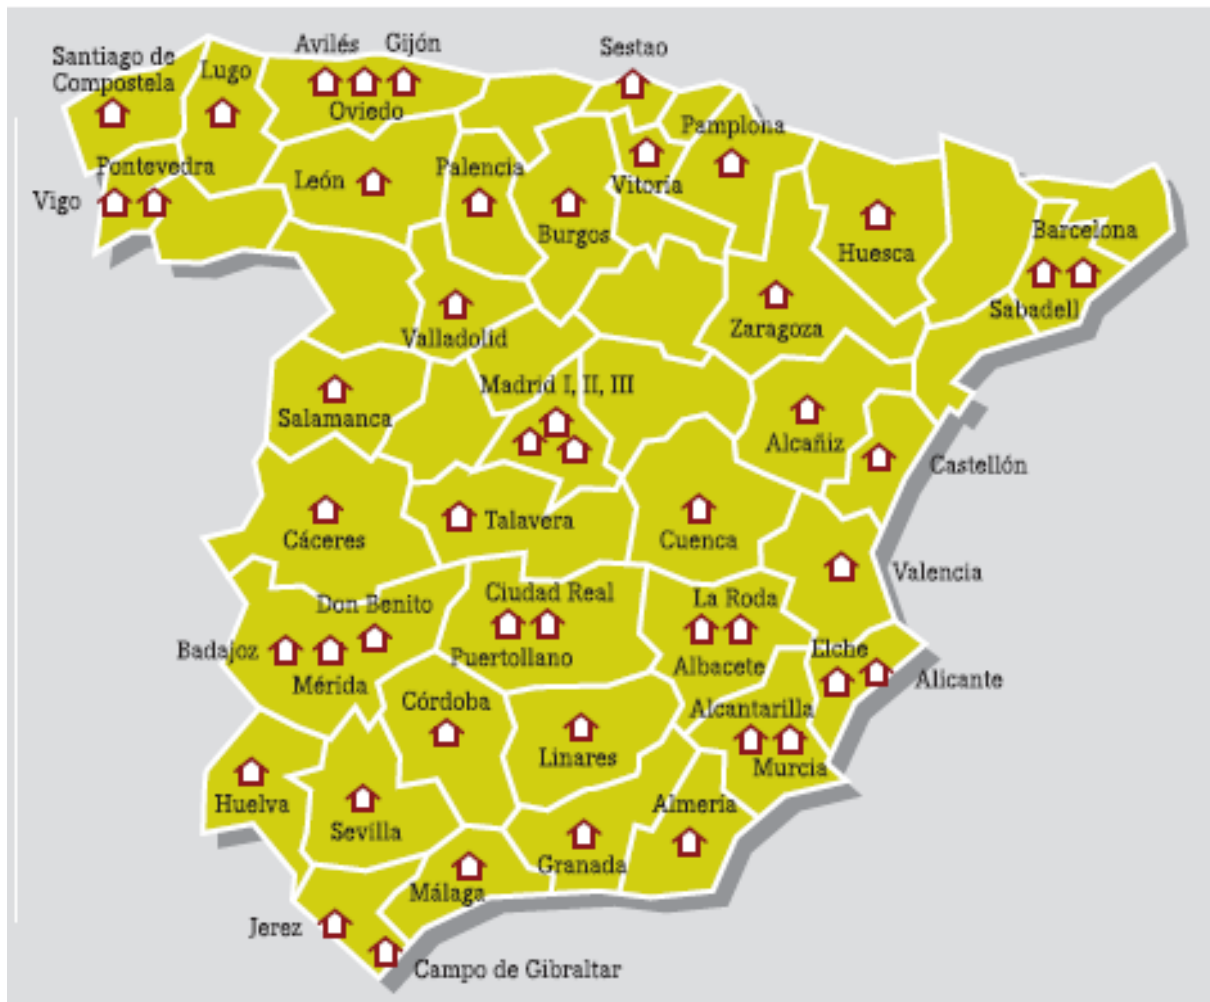 Avilés
Gijón
Sestao
Santiago de
Compostela
Lugo
Oviedo
Pamplona
Pontevedra
León
Palencia
Vitoria
Vigo
Burgos
Huesca
Barcelona
Sabadell
Valladolid
Zaragoza
Madrid I, II, III
Salamanca
Alcañiz
Castellón
Talavera
Cáceres
Cuenca
Valencia
Don Benito
Ciudad Real
La Roda
Badajoz
Mérida
Puertollano
Albacete
Elche
Alicante
Córdoba
Alcantarilla
Linares
Murcia
Huelva
Sevilla
Almería
Granada
Málaga
Jerez
Campo de Gibraltar